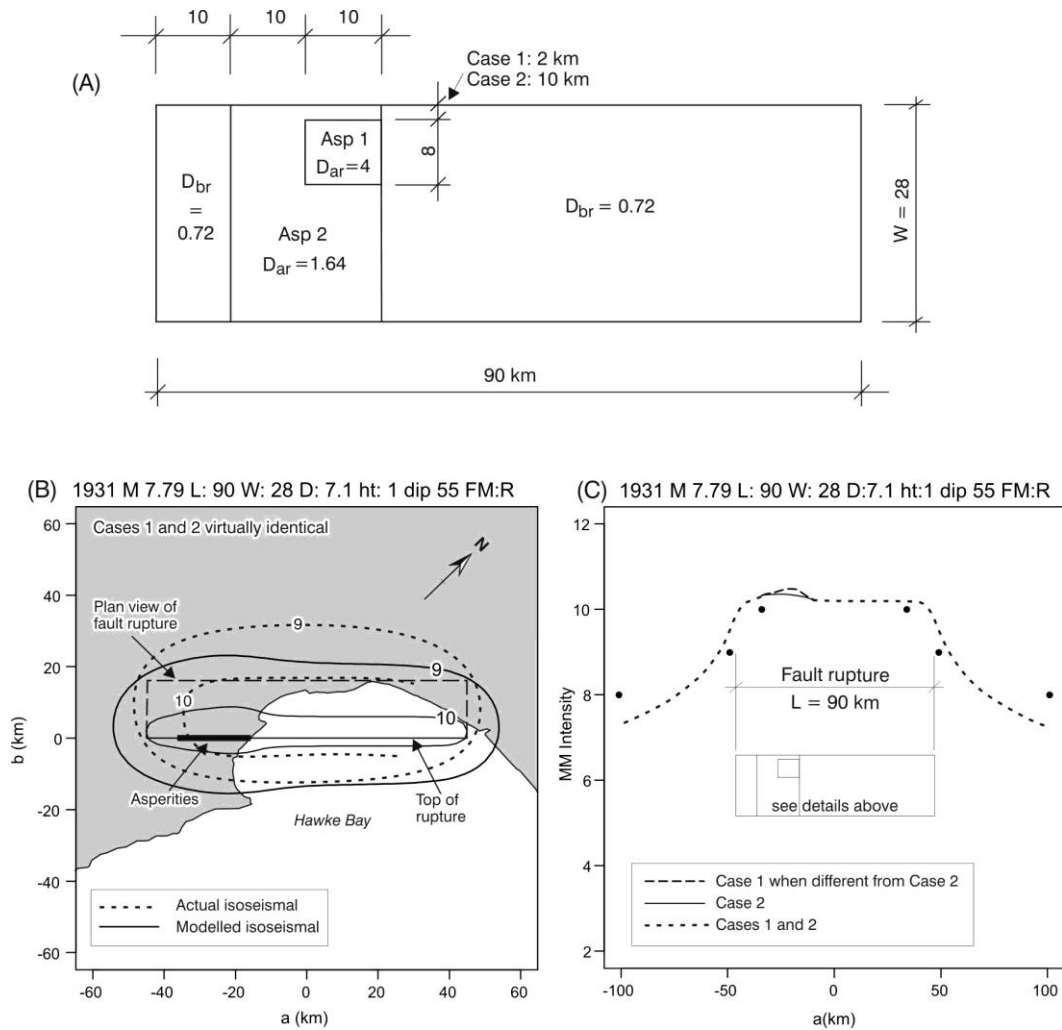 10 10 10
(A)
Case 1: 2 km
Case 2: 10 km
Asp 1
D_ar=4
8
D_br
=
0.72
Asp 2
D_ar =1.64
D_br = 0.72
W = 28
90 km
(B) 1931 M 7.79 L: 90 W: 28 D: 7.1 ht: 1 dip 55 FM:R
Cases 1 and 2 virtually identical
N
Plan view of
fault rupture
9
9
10
10
Asperities
Top of
rupture
Hawke Bay
Actual isoseismal
Modelled isoseismal
60
40
20
0
-20
-40
-60
b (km)
-60 -40 -20 0 20 40 60
a (km)
(C) 1931 M 7.79 L: 90 W: 28 D:7.1 ht:1 dip 55 FM:R
12
10
8
6
4
2
MM Intensity
Fault rupture
L = 90 km
see details above
Case 1 when different from Case 2
Case 2
Cases 1 and 2
-100 -50 0 50 100
a(km)